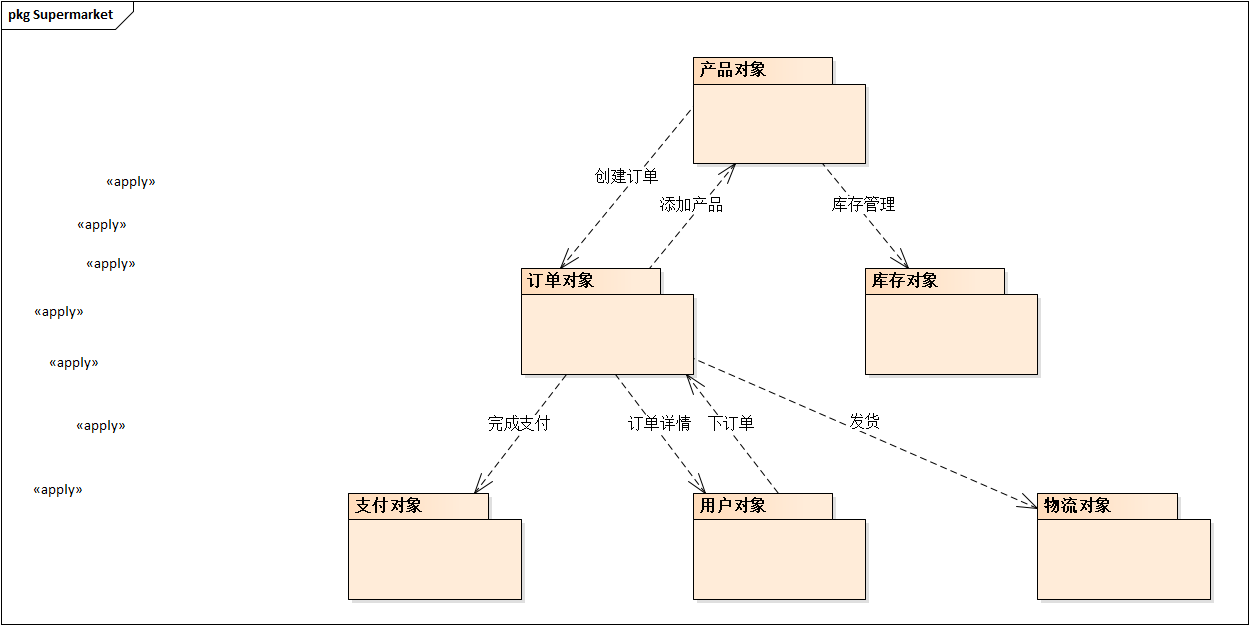 pkg Supermarket
产品对象
创建订单
«apply»
添加产品
库存管理
«apply»
«apply»
订单对象
库存对象
«apply»
«apply»
完成支付
订单详情
下订单
发货
«apply»
«apply»
支付对象
用户对象
物流对象